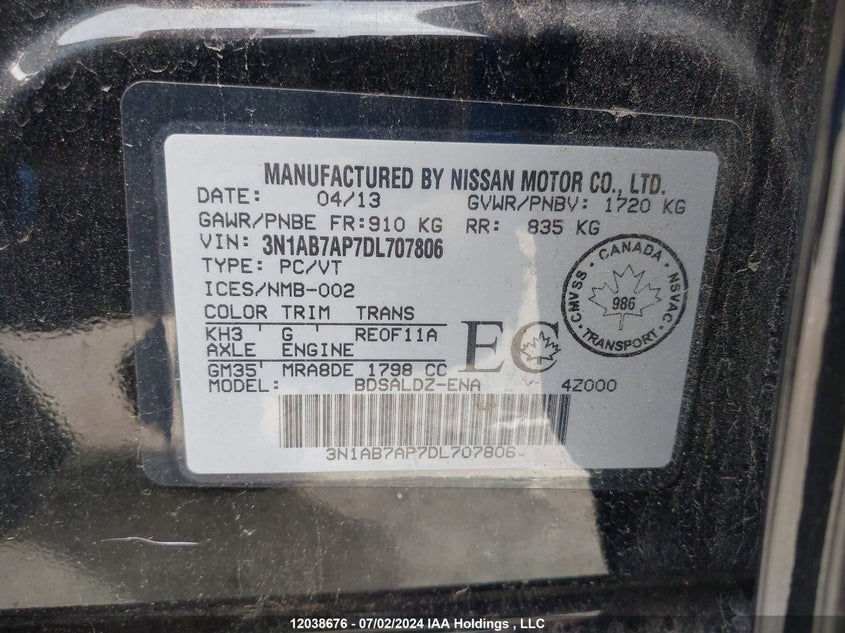 MANUFACTURED BY NISSAN MOTOR CO., LTD.
DATE: 04/13 GVWR/PNBV: 1720 KG
GAWR/PNBE FR:910 KG RR: 835 KG
VIN: 3N1AB7AP7DL707806
TYPE: PC/VT
ICES/NMB-002
CANADA
CMVSS NSVAC
986
TRANSPORT
COLOR TRIM TRANS
KH3 ' G ' RE0F11A
AXLE ENGINE
GM35' MRA8DE 1798 CC
EC
MODEL: BDSALDZ-ENA 4Z000
3N1AB7AP7DL707806
12038676 - 07/02/2024 IAA Holdings , LLC